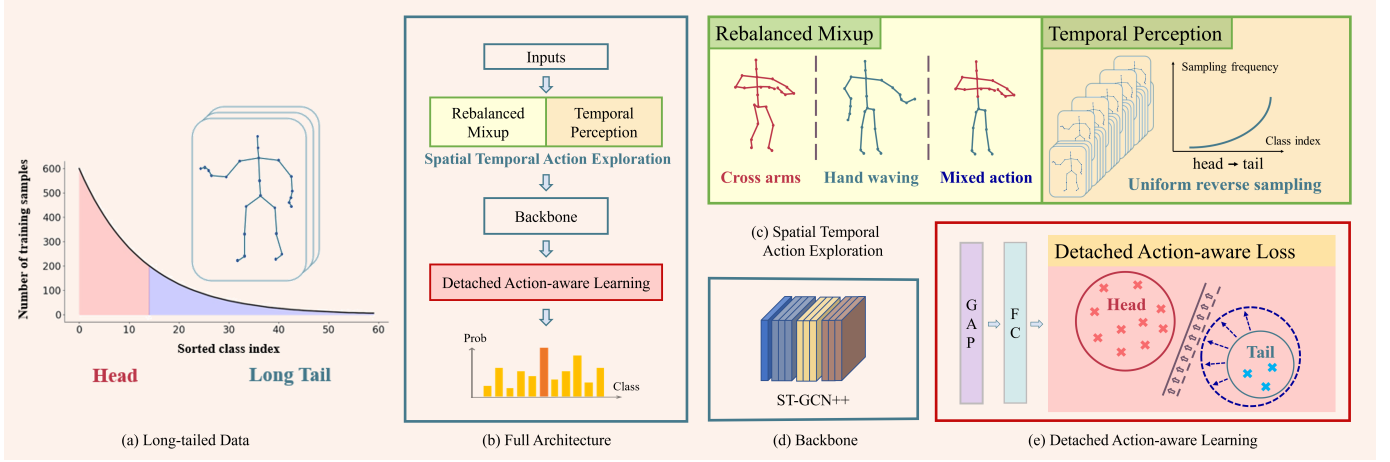 Number of training samples
600
500
400
300
200
100
0
0 10 20 30 40 50 60
Sorted class index
Head
Long Tail
(a) Long-tailed Data
Inputs
Rebalanced
Mixup
Temporal
Perception
Spatial Temporal Action Exploration
Backbone
Detached Action-aware Learning
Prob
Class
(b) Full Architecture
Rebalanced Mixup
Cross arms
Hand waving
Mixed action
Temporal Perception
Sampling frequency
Class index
head → tail
Uniform reverse sampling
(c) Spatial Temporal
Action Exploration
ST-GCN++
(d) Backbone
G
A
P
F
C
Detached Action-aware Loss
Head
Tail
(e) Detached Action-aware Learning